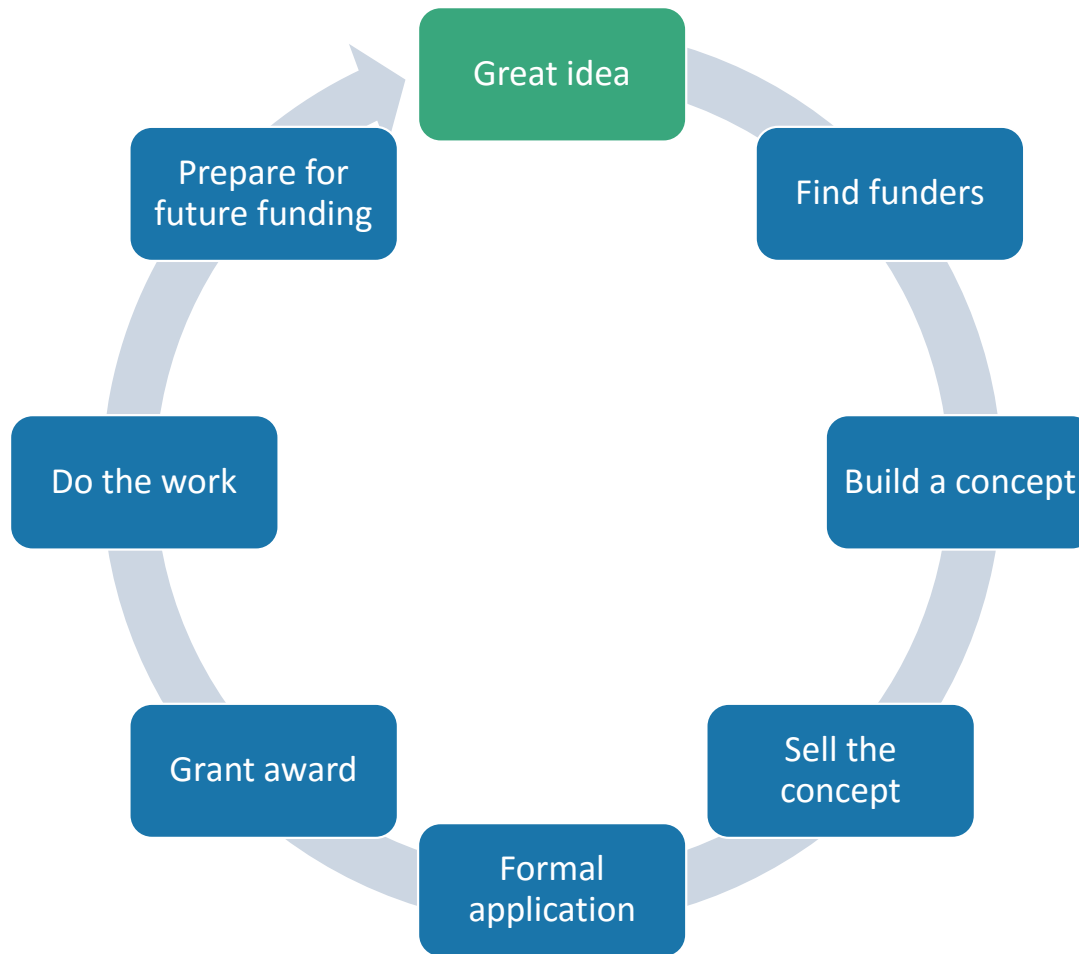 Great idea
Find funders
Build a concept
Sell the
concept
Formal
application
Grant award
Do the work
Prepare for
future funding